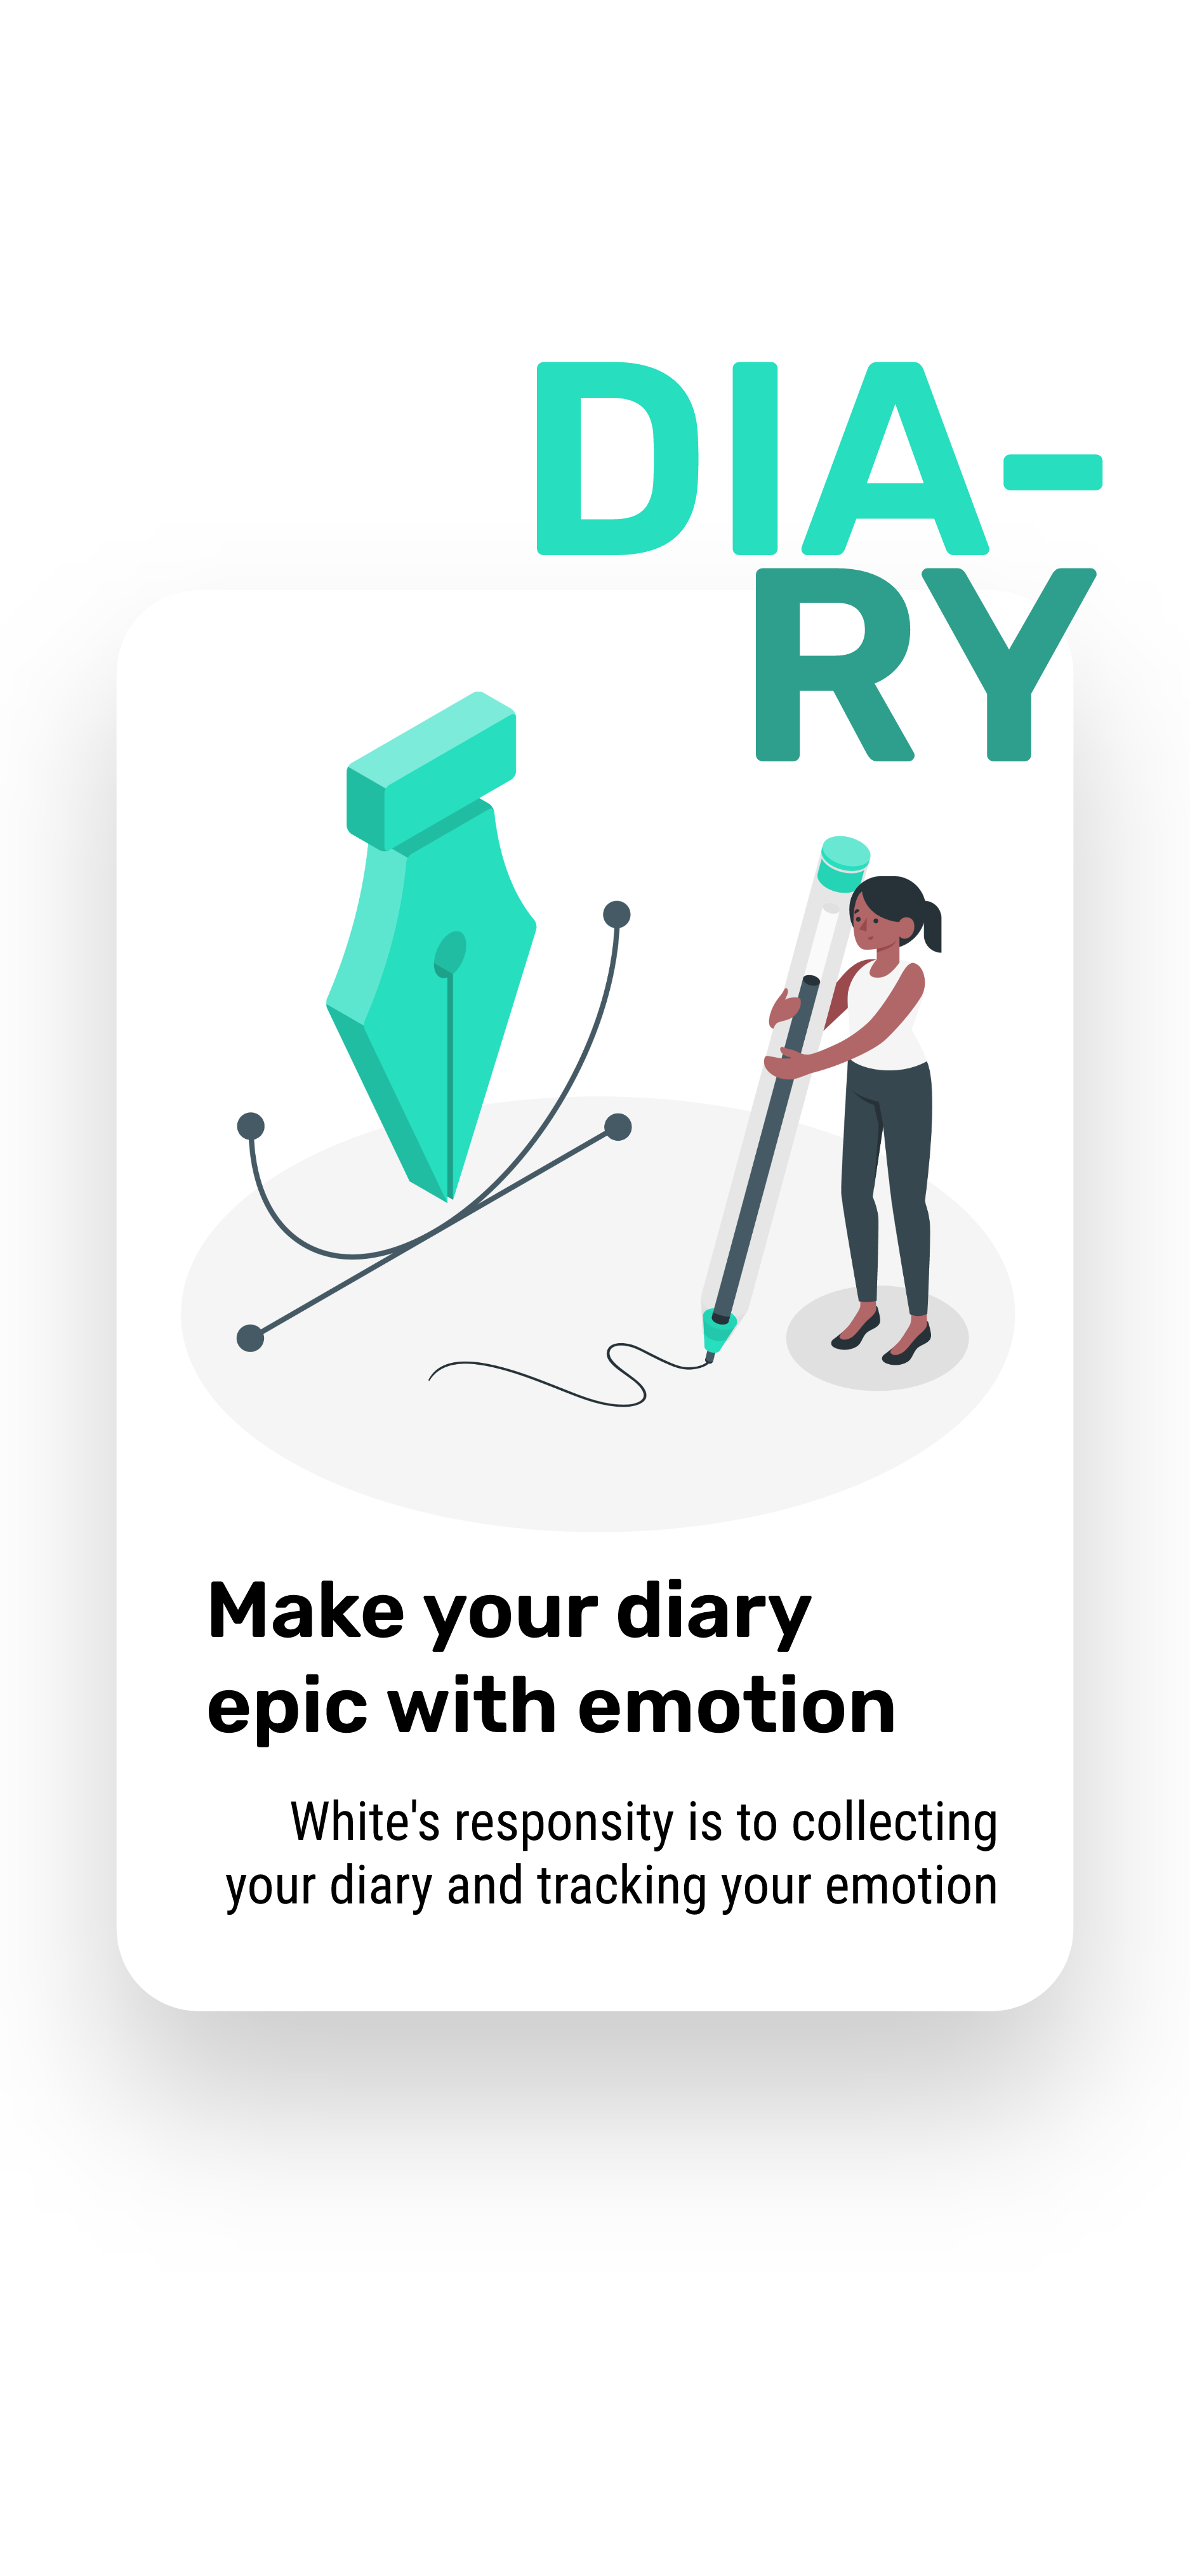 DIA-
RY
Make your diary
epic with emotion
White's responsity is to collecting
your diary and tracking your emotion